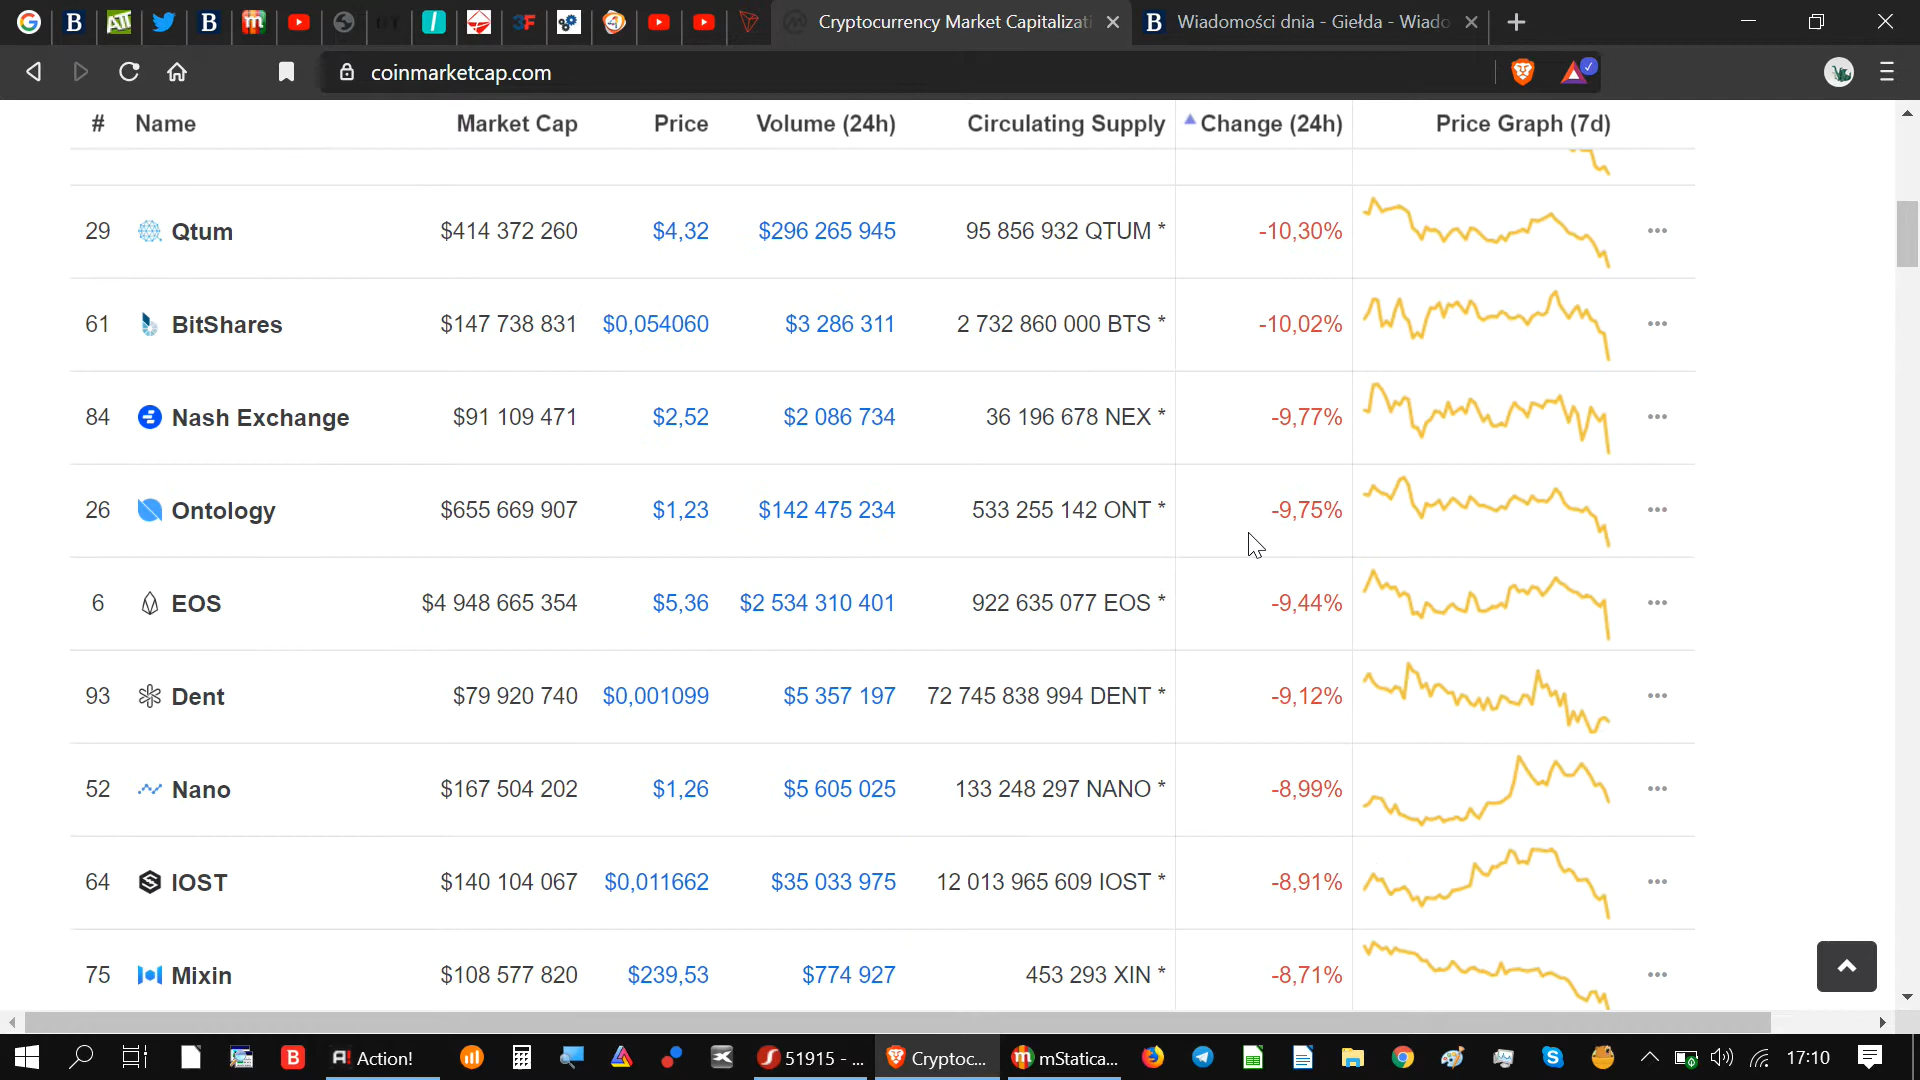 Cryptocurrency Market Capitalizati
Wiadomości dnia - Giełda - Wiado
coinmarketcap.com
# Name Market Cap Price Volume (24h) Circulating Supply Change (24h) Price Graph (7d)
29 Qtum $414 372 260 $4,32 $296 265 945 95 856 932 QTUM * -10,30%
61 BitShares $147 738 831 $0,054060 $3 286 311 2 732 860 000 BTS * -10,02%
84 Nash Exchange $91 109 471 $2,52 $2 086 734 36 196 678 NEX * -9,77%
26 Ontology $655 669 907 $1,23 $142 475 234 533 255 142 ONT * -9,75%
6 EOS $4 948 665 354 $5,36 $2 534 310 401 922 635 077 EOS * -9,44%
93 Dent $79 920 740 $0,001099 $5 357 197 72 745 838 994 DENT * -9,12%
52 Nano $167 504 202 $1,26 $5 605 025 133 248 297 NANO * -8,99%
64 IOST $140 104 067 $0,011662 $35 033 975 12 013 965 609 IOST * -8,91%
75 Mixin $108 577 820 $239,53 $774 927 453 293 XIN * -8,71%
Action! 51915 - ... Cryptoc... mStatica... 17:10